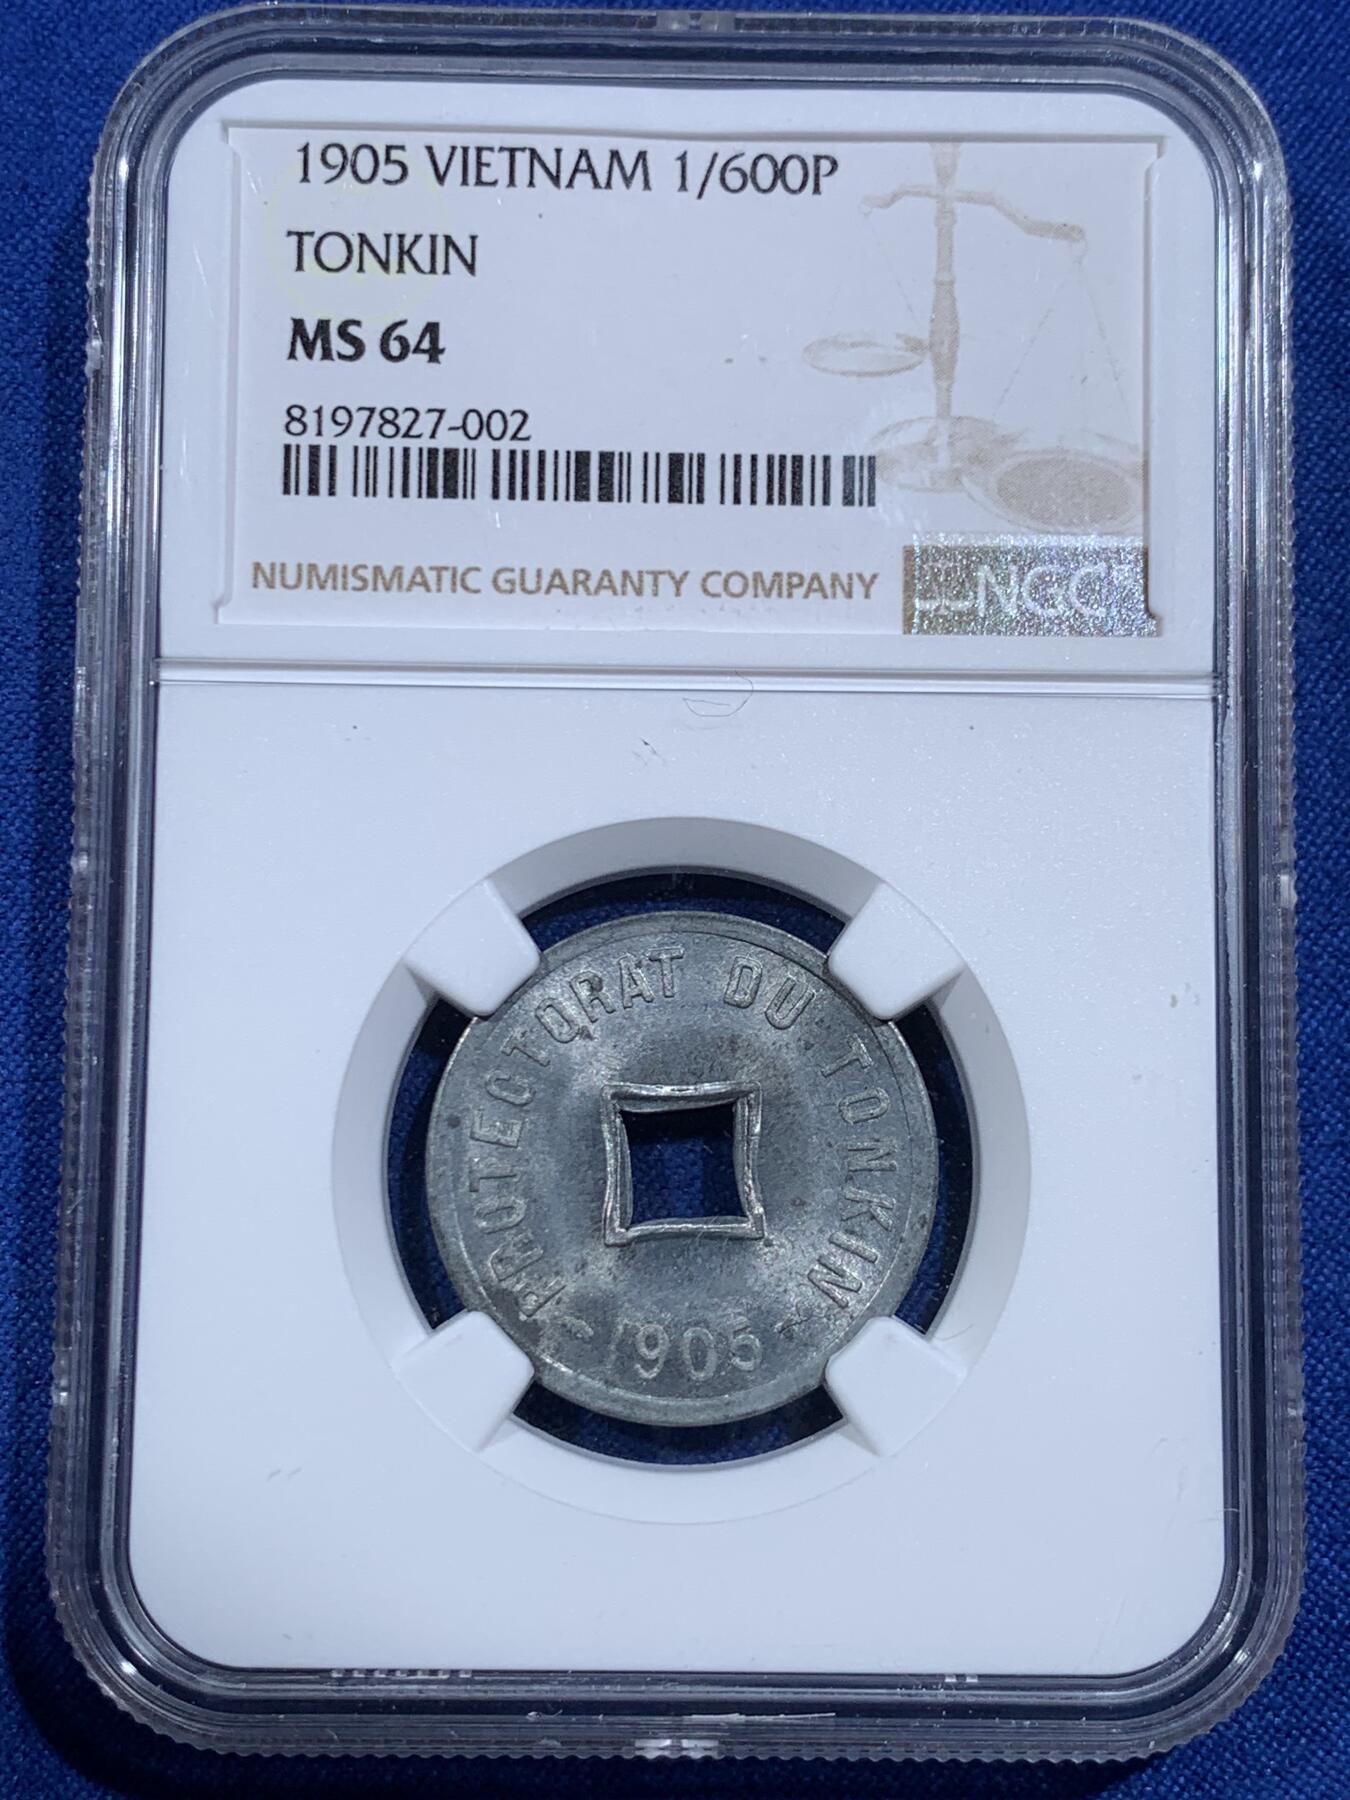 1905 VIETNAM 1/600P
TONKIN
MS 64
8197827-002
NUMISMATIC GUARANTY COMPANY
NGC
PROTECTORAT DU TONKIN
1905